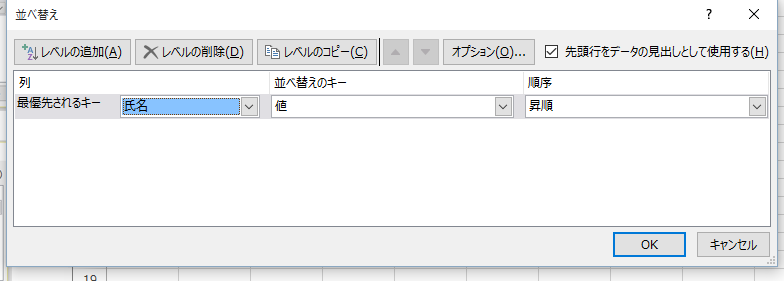 並べ替え
レベルの追加(A) レベルの削除(D) レベルのコピー(C) オプション(O)... 先頭行をデータの見出しとして使用する(H)
列 並べ替えのキー 順序
最優先されるキー 氏名 値 昇順
OK キャンセル
19